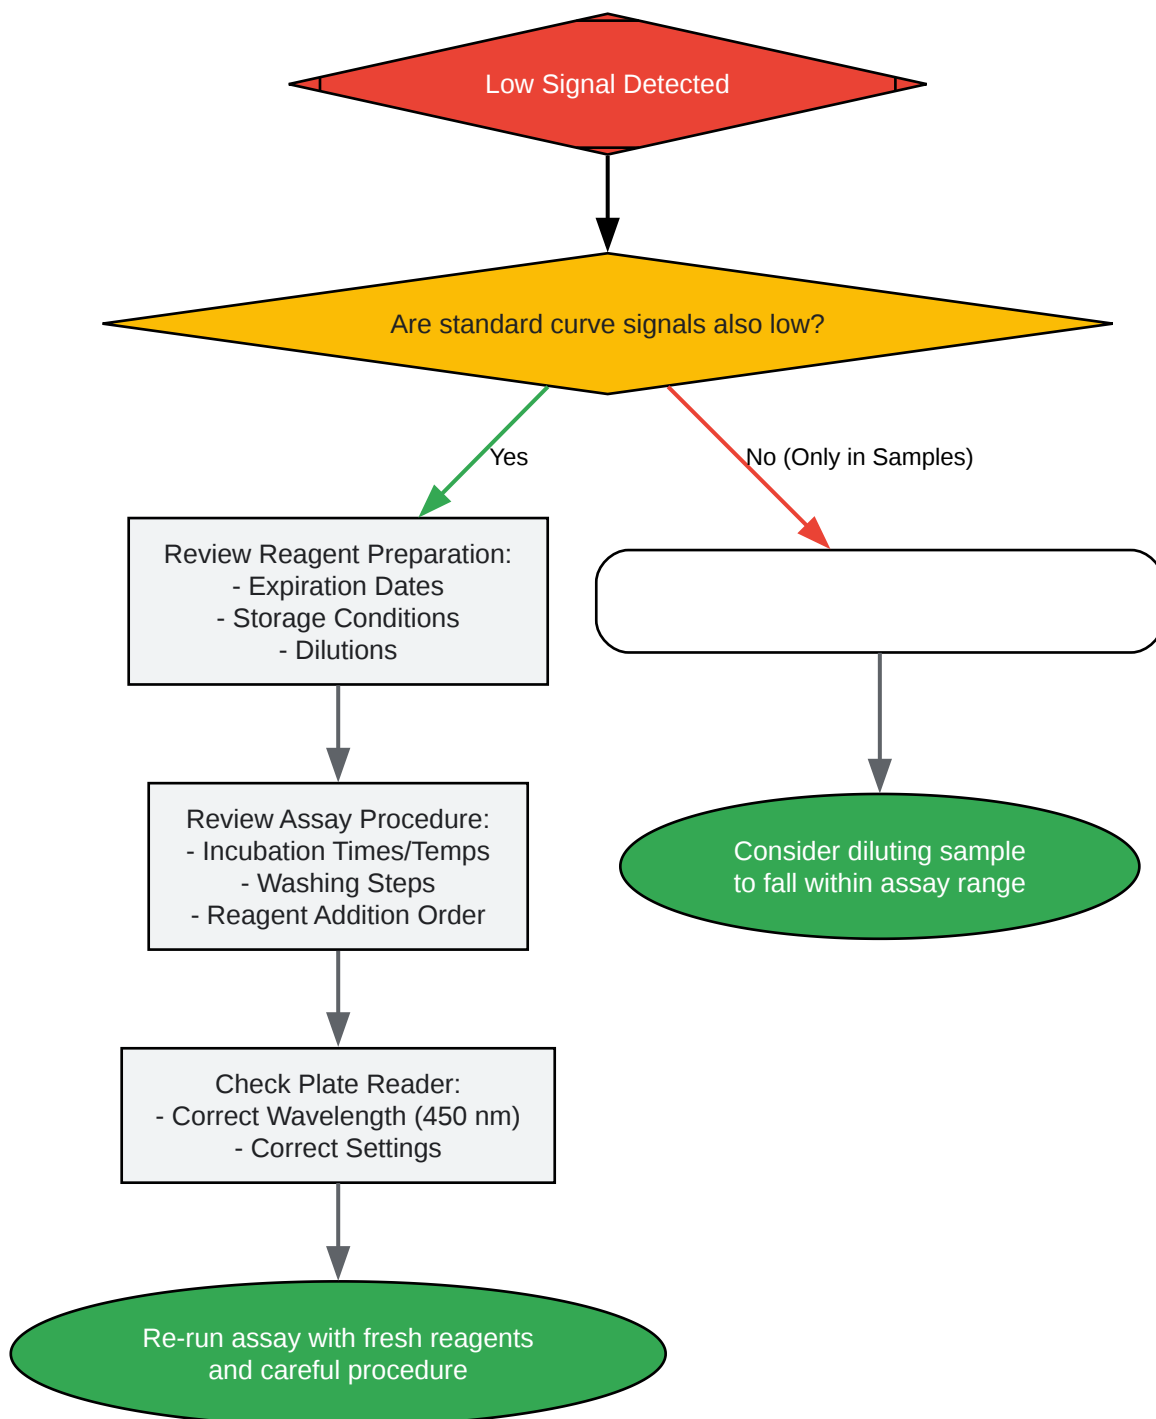 Low Signal Detected
Are standard curve signals also low?
Yes
No (Only in Samples)
Review Reagent Preparation:
- Expiration Dates
- Storage Conditions
- Dilutions
Review Assay Procedure:
- Incubation Times/Temps
- Washing Steps
- Reagent Addition Order
Consider diluting sample
to fall within assay range
Check Plate Reader:
- Correct Wavelength (450 nm)
- Correct Settings
Re-run assay with fresh reagents
and careful procedure